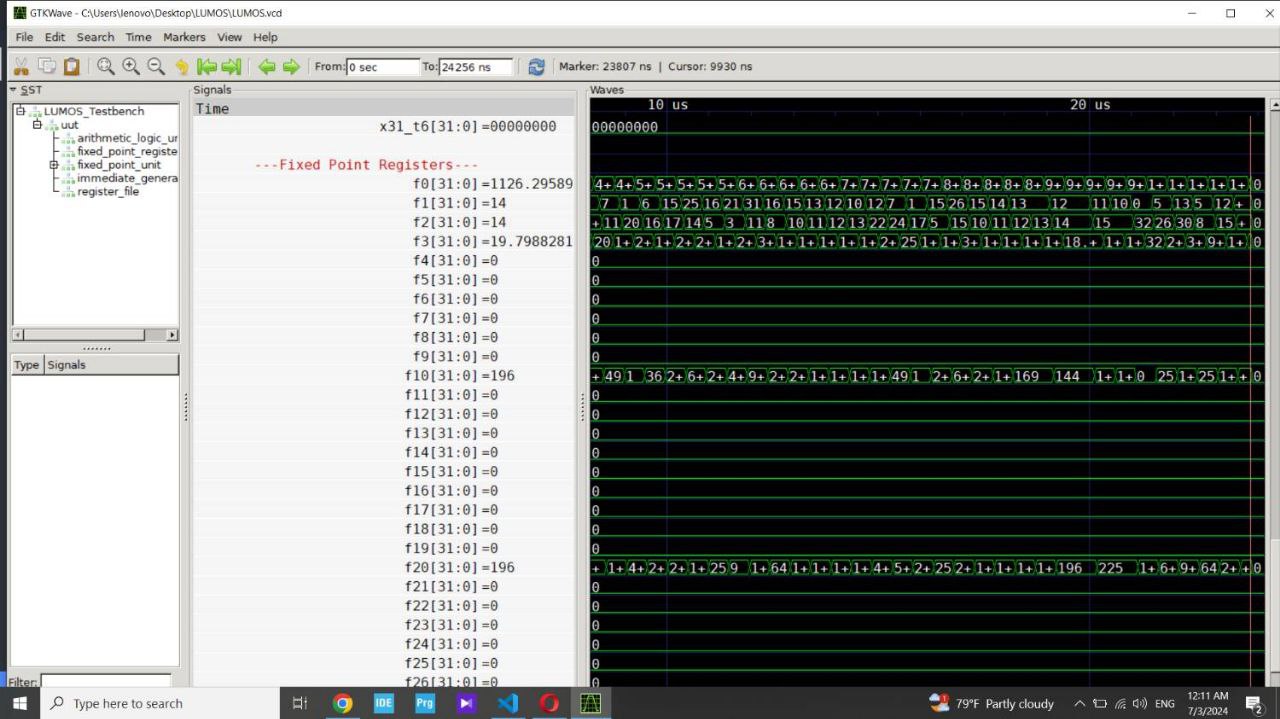 GTKWave - C:\Users\lenovo\Desktop\LUMOS\LUMOS.vcd
File Edit Search Time Markers View Help
From: 0 sec To: 24256 ns Marker: 23807 ns | Cursor: 9930 ns
SST
LUMOS_Testbench
uut
arithmetic_logic_ur
fixed_point_registe
fixed_point_unit
immediate_genera
register_file
Type Signals
Filter:
Signals
Time
x31_t6[31:0] =00000000
---Fixed Point Registers---
f0[31:0] =1126.29589
f1[31:0] =14
f2[31:0] =14
f3[31:0] =19.7988281
f4[31:0] =0
f5[31:0] =0
f6[31:0] =0
f7[31:0] =0
f8[31:0] =0
f9[31:0] =0
f10[31:0] =196
f11[31:0] =0
f12[31:0] =0
f13[31:0] =0
f14[31:0] =0
f15[31:0] =0
f16[31:0] =0
f17[31:0] =0
f18[31:0] =0
f19[31:0] =0
f20[31:0] =196
f21[31:0] =0
f22[31:0] =0
f23[31:0] =0
f24[31:0] =0
f25[31:0] =0
f26[31:0] =0
Waves
10 us 20 us
00000000
4+ 4+ 5+ 5+ 5+ 5+ 5+ 6+ 6+ 6+ 6+ 6+ 7+ 7+ 7+ 7+ 7+ 8+ 8+ 8+ 8+ 9+ 9+ 9+ 9+ 9+ 1+ 1+ 1+ 1+ 1+ 0
7 1 6 15 25 16 21 31 16 15 13 12 10 12 7 1 15 26 15 14 13 12 11 10 0 5 13 5 12 + 0
+ 11 20 16 17 14 5 3 11 8 10 11 12 13 22 24 17 5 15 10 11 12 13 14 15 32 26 30 8 15 + 0
20 1+ 2+ 1+ 2+ 2+ 1+ 2+ 3+ 1+ 1+ 1+ 1+ 1+ 2+ 25 1+ 1+ 3+ 1+ 1+ 1+ 1+ 18.+ 1+ 1+ 32 2+ 3+ 9+ 1+ 0
0
0
0
0
0
0
+ 49 1 36 2+ 6+ 2+ 4+ 9+ 2+ 2+ 1+ 1+ 1+ 1+ 49 1 2+ 6+ 2+ 1+ 169 144 1+ 1+ 0 25 1+ 25 1+ + 0
0
0
0
0
0
0
0
0
0
+ 1+ 4+ 2+ 2+ 1+ 25 9 1+ 64 1+ 1+ 1+ 1+ 4+ 5+ 2+ 25 2+ 1+ 1+ 1+ 1+ 196 225 1+ 6+ 9+ 64 2+ + 0
0
0
0
0
0
Type here to search
IDE
Prg
79°F Partly cloudy
ENG
12:11 AM
7/3/2024
2